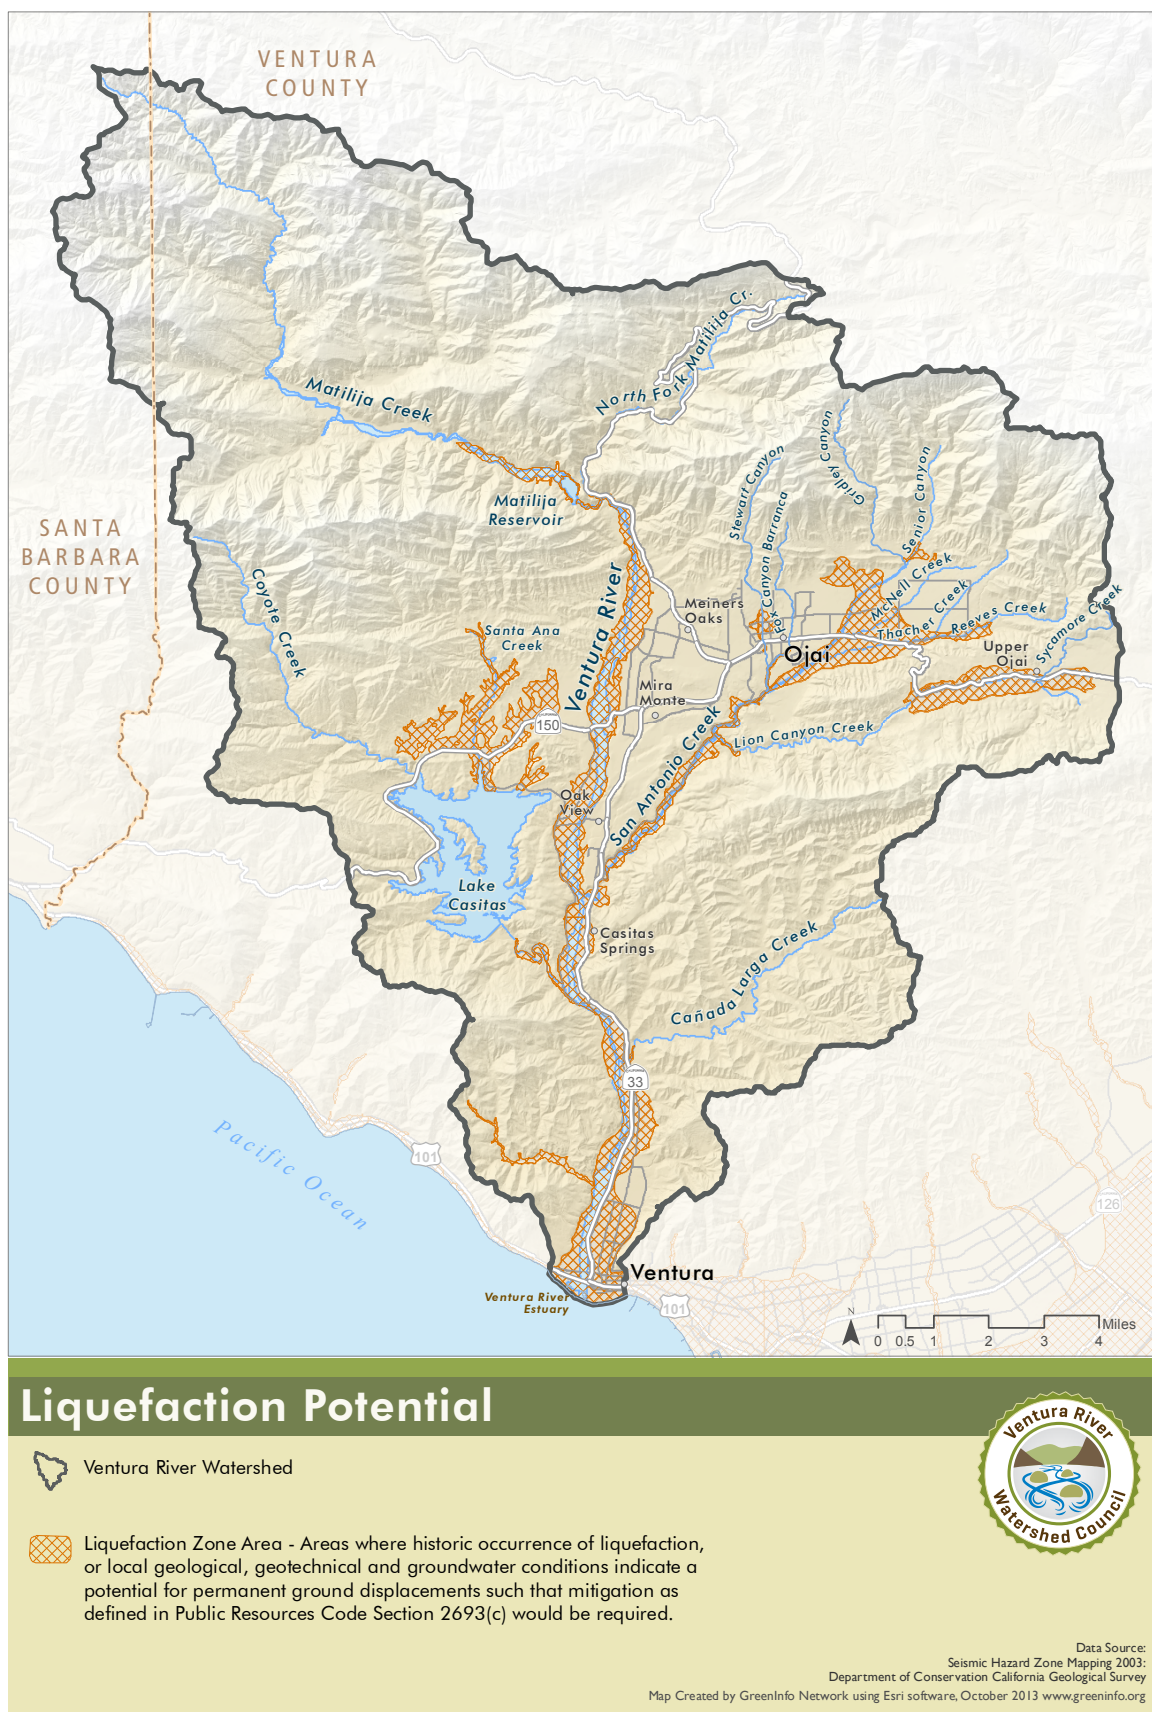 VENTURA
COUNTY
SANTA
BARBARA
COUNTY
North Fork Matilija Cr.
Matilija Creek
Matilija
Reservoir
Stewart Canyon
Fox Canyon Barranca
Gridley Canyon
Senior Canyon
McNell Creek
Thacher Creek
Reeves Creek
Sycamore Creek
Coyote Creek
Santa Ana
Creek
Ventura River
Meiners
Oaks
Ojai
Upper
Ojai
Mira
Monte
CALIFORNIA
150
San Antonio Creek
Lion Canyon Creek
Oak
View
Lake
Casitas
Casitas
Springs
Cañada Larga Creek
CALIFORNIA
33
Pacific Ocean
101
126
Ventura
Ventura River
Estuary
101
N
0 0.5 1 2 3 4
Miles
Liquefaction Potential
Ventura River Watershed
Liquefaction Zone Area - Areas where historic occurrence of liquefaction,
or local geological, geotechnical and groundwater conditions indicate a
potential for permanent ground displacements such that mitigation as
defined in Public Resources Code Section 2693(c) would be required.
Ventura River
Watershed Council
Data Source:
Seismic Hazard Zone Mapping 2003:
Department of Conservation California Geological Survey
Map Created by GreenInfo Network using Esri software, October 2013 www.greeninfo.org